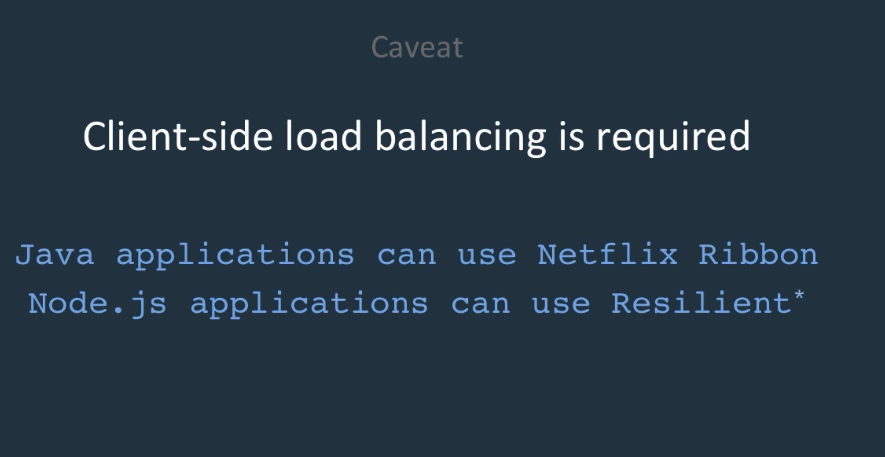 Caveat
Client-side load balancing is required
Java applications can use Netflix Ribbon
Node.js applications can use Resilient*